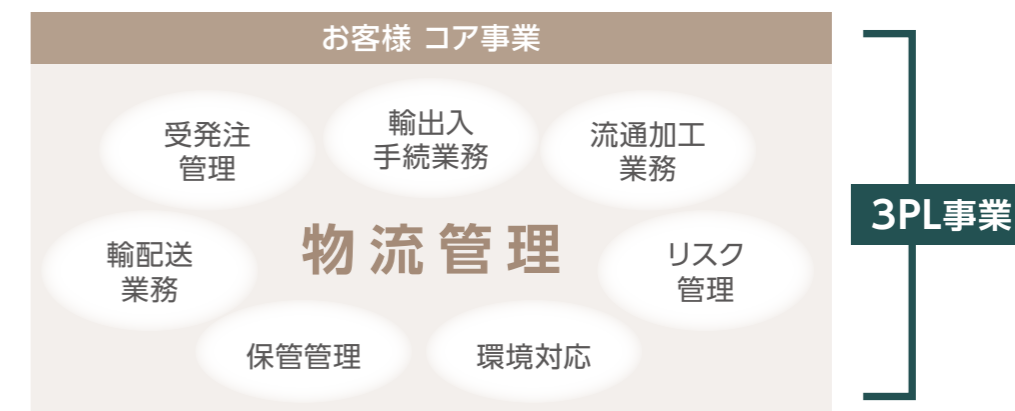 お客様 コア事業
受発注
管理
輸出入
手続業務
流通加工
業務
3PL事業
輸配送
業務
物流管理
リスク
管理
保管管理
環境対応